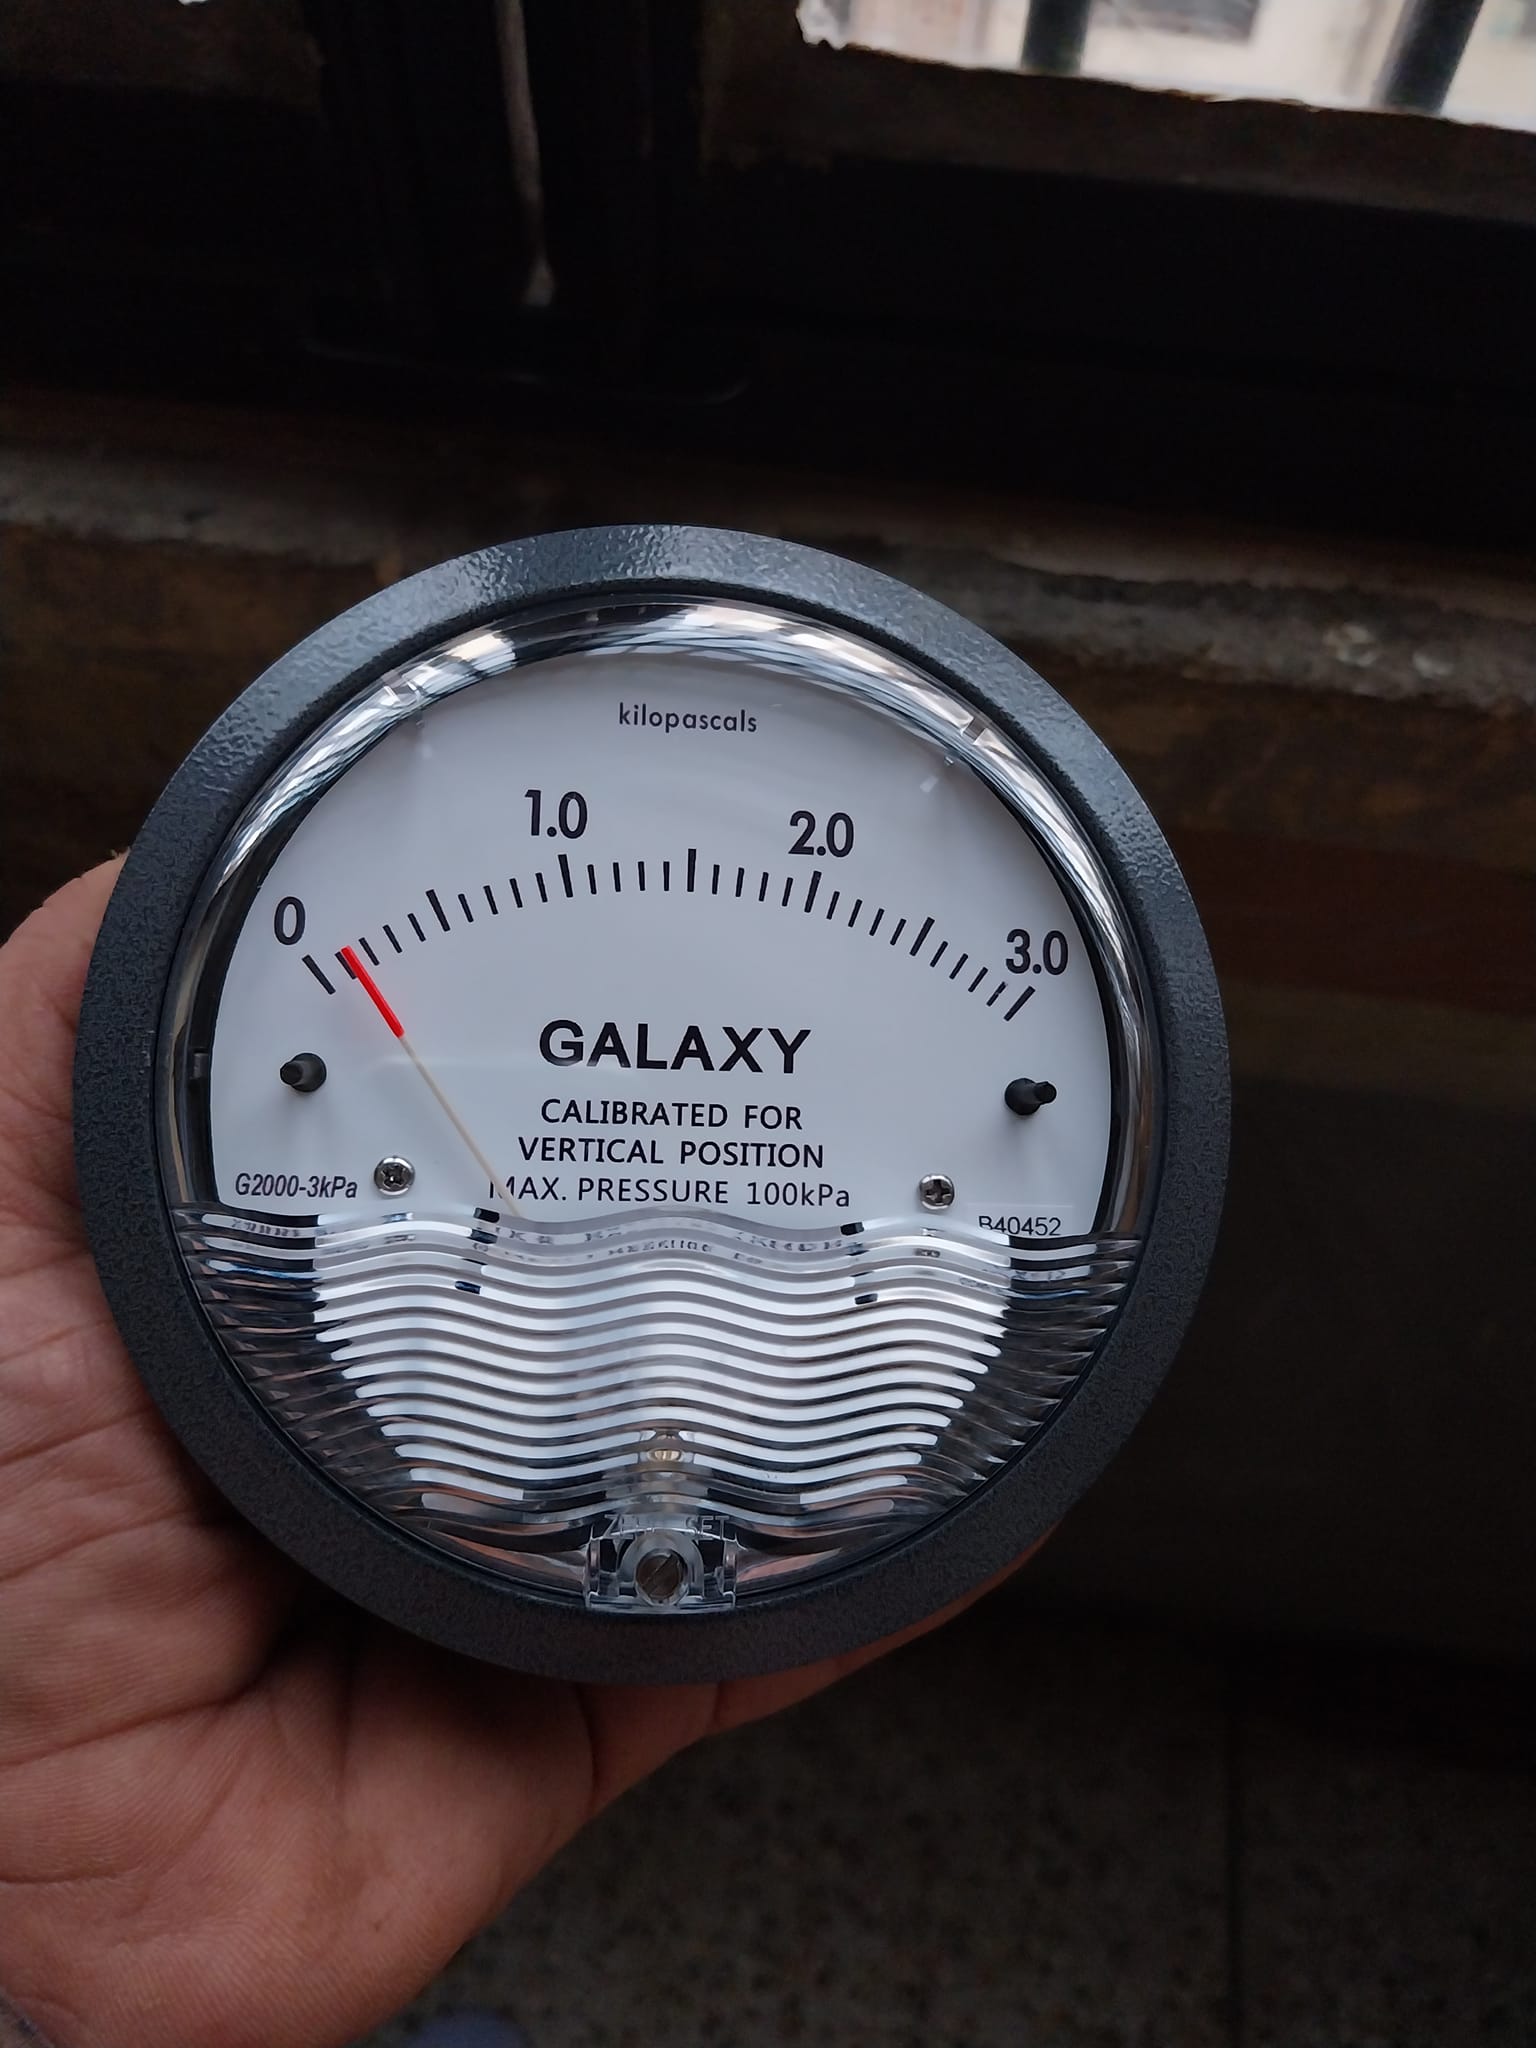 kilopascals
1.0
2.0
0
3.0
GALAXY
CALIBRATED FOR
VERTICAL POSITION
MAX. PRESSURE 100kPa
G2000-3kPa
B40452
SET